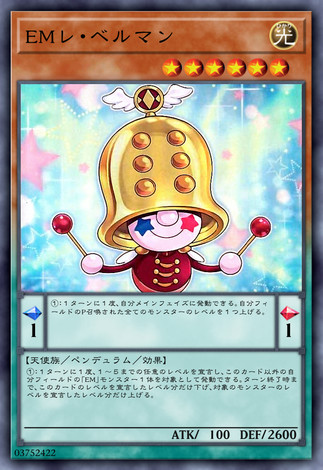 EMレ・ベルマン
光
①：１ターンに１度、自分メインフェイズに発動できる。自分フィ
ールドのP召喚された全てのモンスターのレベルを１つ上げる。
1
1
【天使族／ペンデュラム／効果】
①：１ターンに１度、１～５までの任意のレベルを宣言し、このカード以外の自
分フィールドの「EM」モンスター１体を対象として発動できる。ターン終了時ま
で、このカードのレベルを宣言したレベル分だけ下げ、対象のモンスターのレ
ベルを宣言したレベル分だけ上げる。
ATK/ 100 DEF/2600
03752422